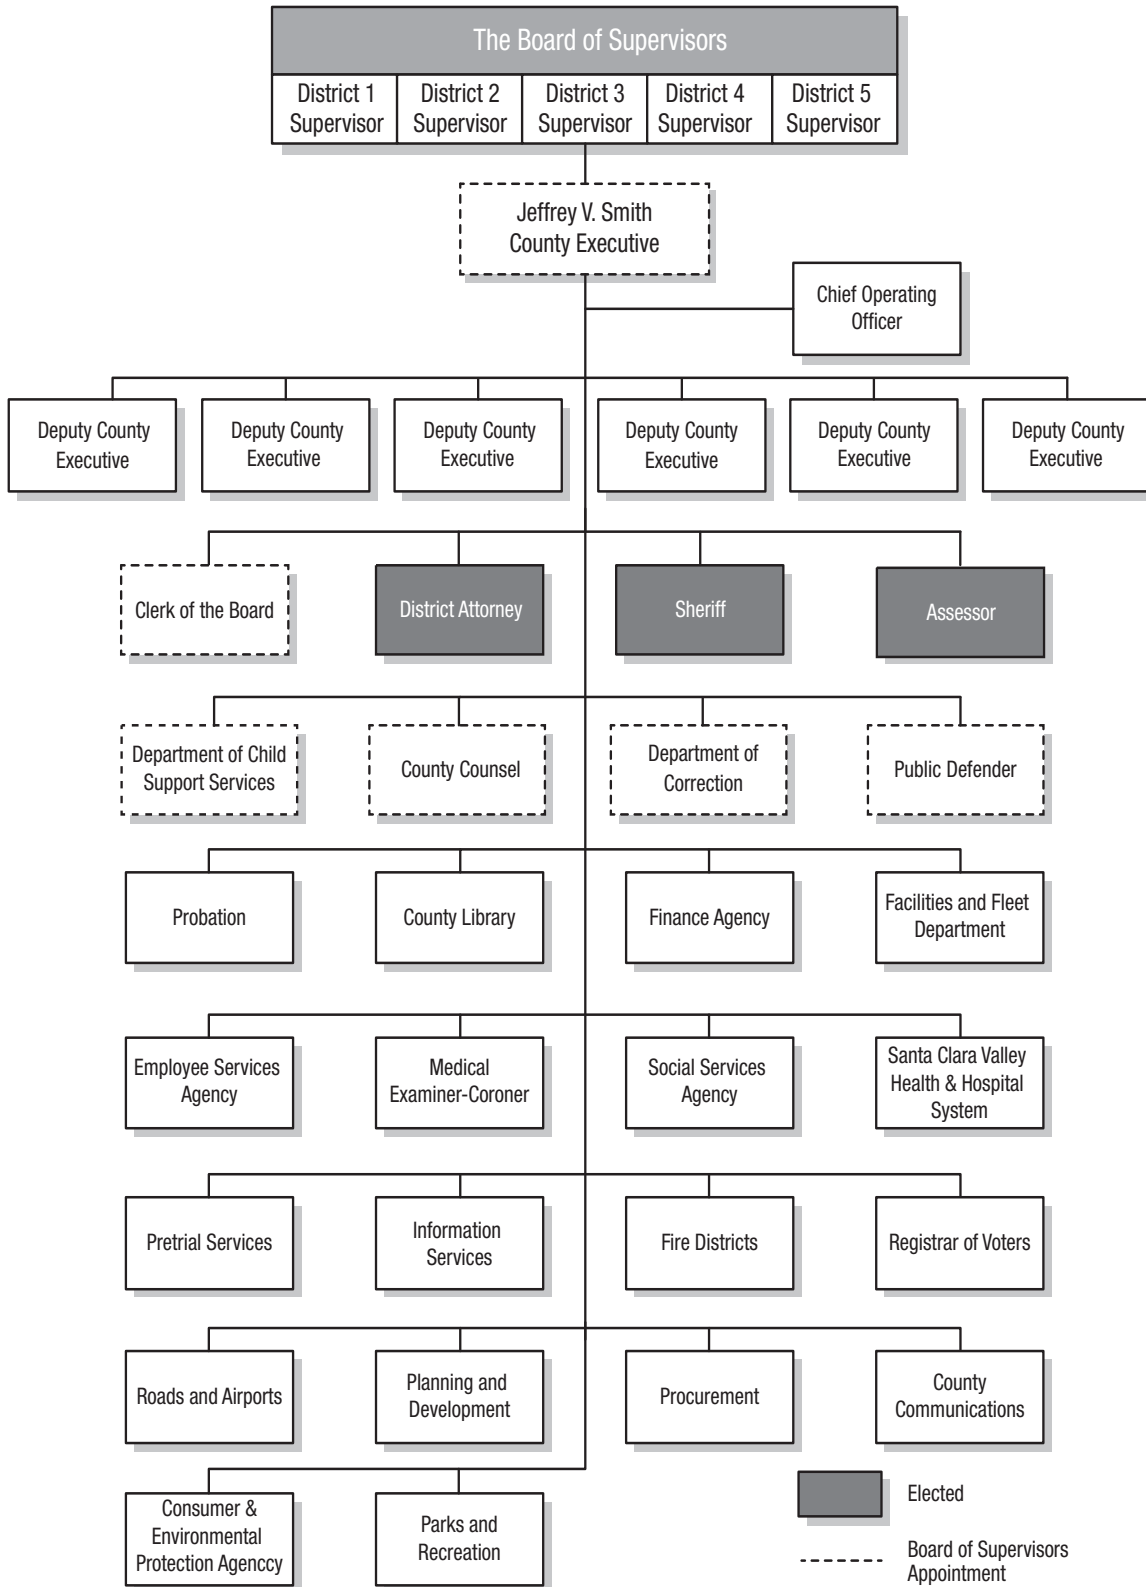 The Board of Supervisors
District 1
Supervisor
District 2
Supervisor
District 3
Supervisor
District 4
Supervisor
District 5
Supervisor
Jeffrey V. Smith
County Executive
Chief Operating
Officer
Deputy County
Executive
Deputy County
Executive
Deputy County
Executive
Deputy County
Executive
Deputy County
Executive
Deputy County
Executive
Clerk of the Board
District Attorney
Sheriff
Assessor
Department of Child
Support Services
County Counsel
Department of
Correction
Public Defender
Probation
County Library
Finance Agency
Facilities and Fleet
Department
Employee Services
Agency
Medical
Examiner-Coroner
Social Services
Agency
Santa Clara Valley
Health & Hospital
System
Pretrial Services
Information
Services
Fire Districts
Registrar of Voters
Roads and Airports
Planning and
Development
Procurement
County
Communications
Consumer &
Environmental
Protection Agenccy
Parks and
Recreation
Elected
Board of Supervisors
Appointment